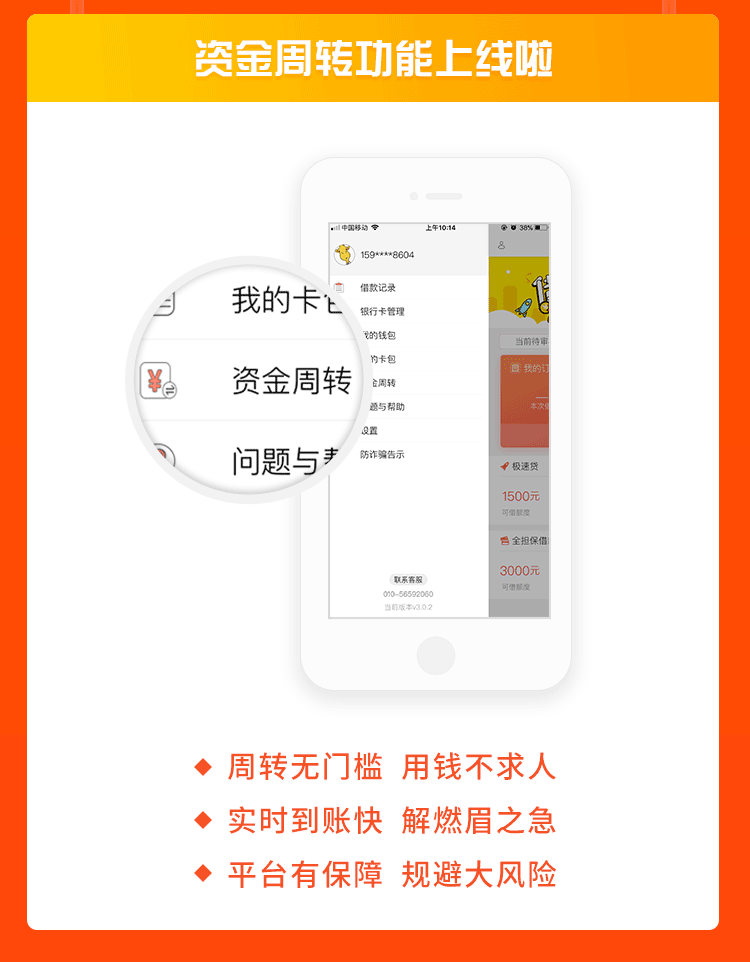 资金周转功能上线啦
中国移动
上午10:14
38%
159****8604
借款记录
银行卡管理
我的钱包
的卡包
金周转
题与帮助
设置
防诈骗告示
我的卡包
资金周转
问题与
当前待审
我的订
本次
极速贷
1500元
可借额度
全担保借
3000元
可借额度
联系客服
010-56592060
当前版本v3.0.2
周转无门槛 用钱不求人
实时到账快 解燃眉之急
平台有保障 规避大风险